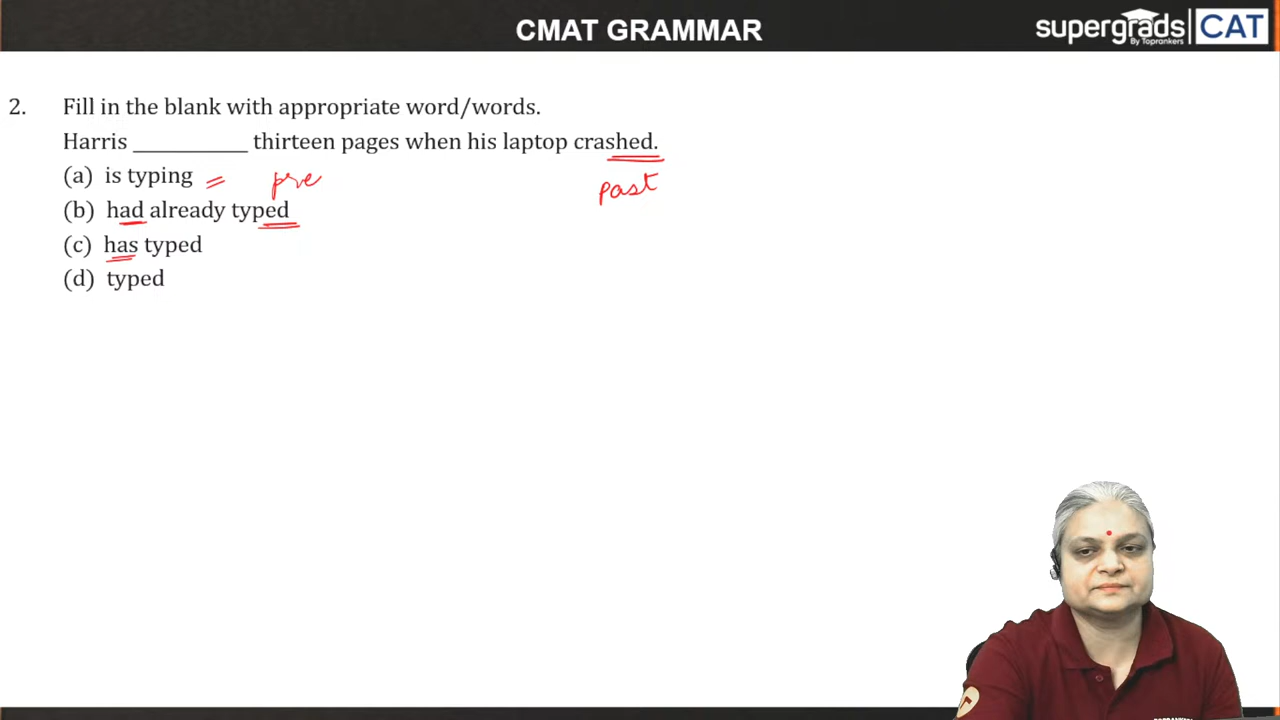 CMAT GRAMMAR
supergrads
By Toprankers
CAT
2. Fill in the blank with appropriate word/words.
Harris ___________ thirteen pages when his laptop crashed.
(a) is typing = pre
past
(b) had already typed
(c) has typed
(d) typed